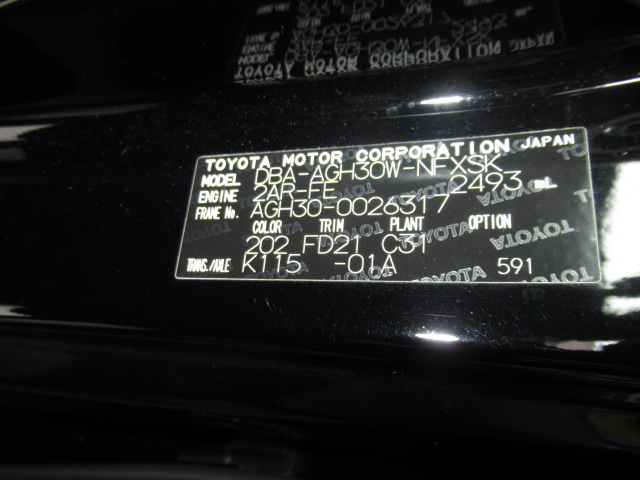 TOYOTA MOTOR CORPORATION JAPAN
MODEL DBA-AGH30W-NFXSK
ENGINE 2AR-FE 2493 CL
FRAME No. AGH30-0026317
COLOR TRIM PLANT OPTION
202 FD21 C31
TRANS./AXLE K115 -01A 591